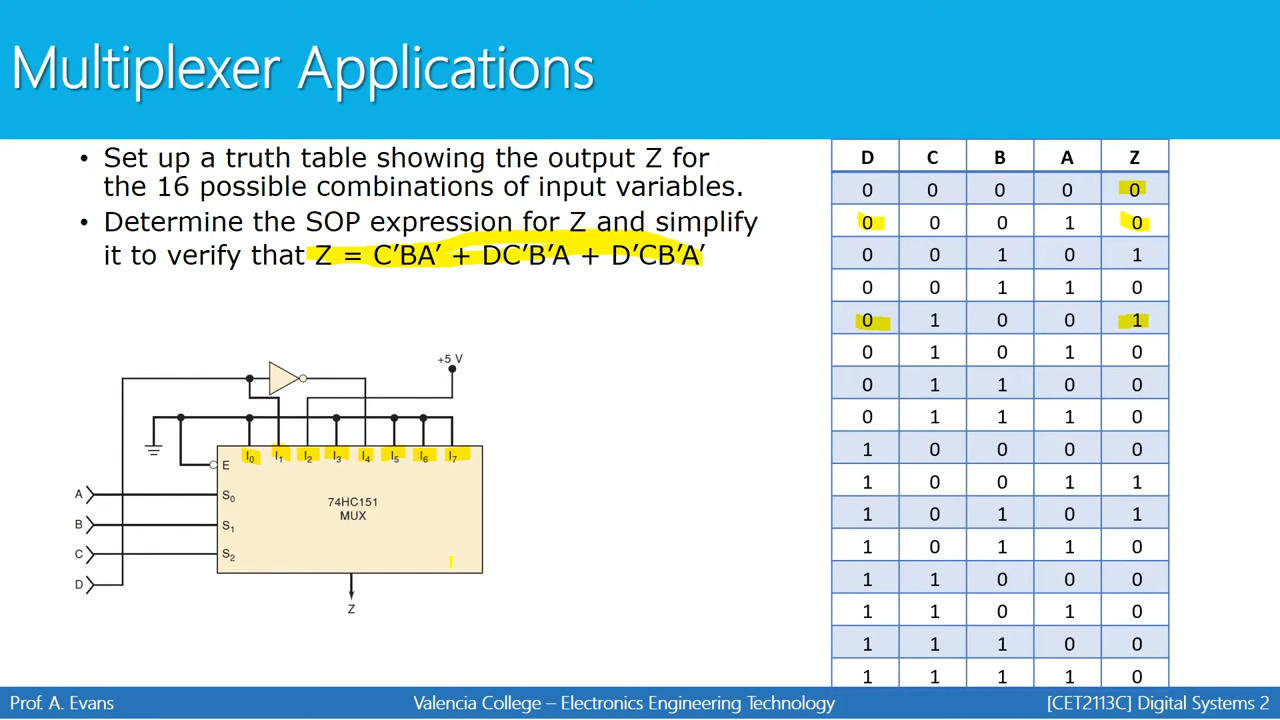 Multiplexer Applications
• Set up a truth table showing the output Z for
the 16 possible combinations of input variables.
• Determine the SOP expression for Z and simplify
it to verify that Z = C′BA′ + DC′B′A + D′CB′A′
+5 V
I0 I1 I2 I3 I4 I5 I6 I7
E
A S0
74HC151
MUX
B S1
C S2
D
Z
D C B A Z
0 0 0 0 0
0 0 0 1 0
0 0 1 0 1
0 0 1 1 0
0 1 0 0 1
0 1 0 1 0
0 1 1 0 0
0 1 1 1 0
1 0 0 0 0
1 0 0 1 1
1 0 1 0 1
1 0 1 1 0
1 1 0 0 0
1 1 0 1 0
1 1 1 0 0
1 1 1 1 0
Prof. A. Evans Valencia College – Electronics Engineering Technology [CET2113C] Digital Systems 2